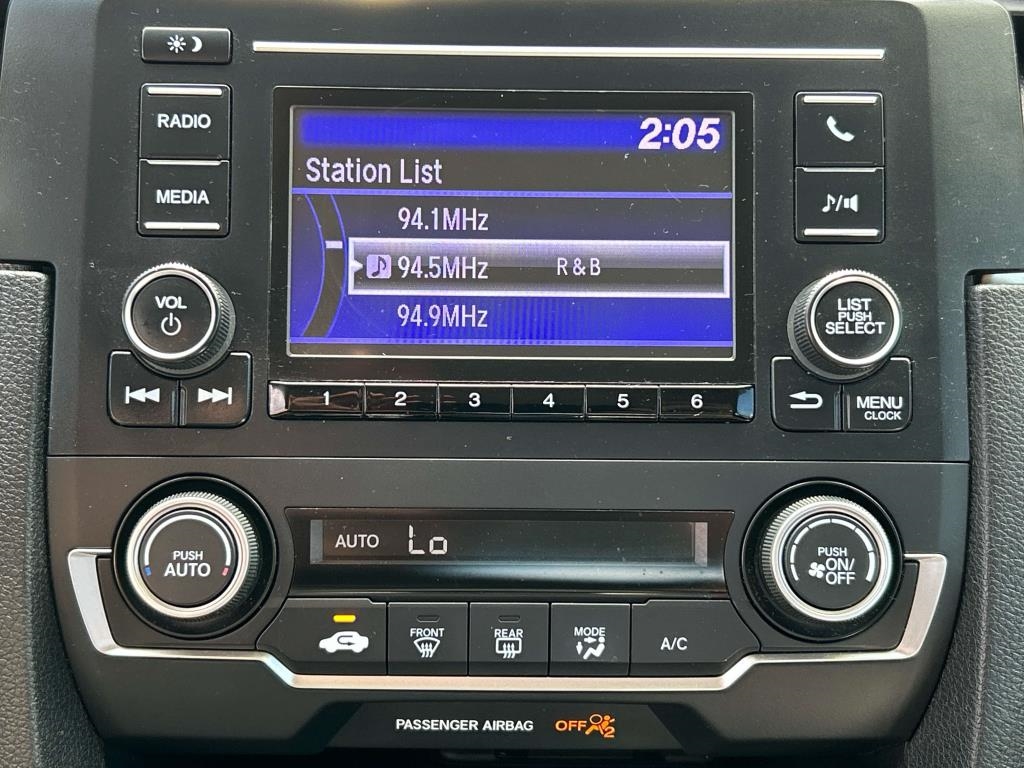 2:05
RADIO
Station List
MEDIA
94.1MHz
94.5MHz R&B
94.9MHz
VOL
LIST
PUSH
SELECT
1 2 3 4 5 6
MENU
CLOCK
PUSH
AUTO
AUTO Lo
PUSH
ON/
OFF
FRONT
REAR
MODE
A/C
PASSENGER AIRBAG OFF 2